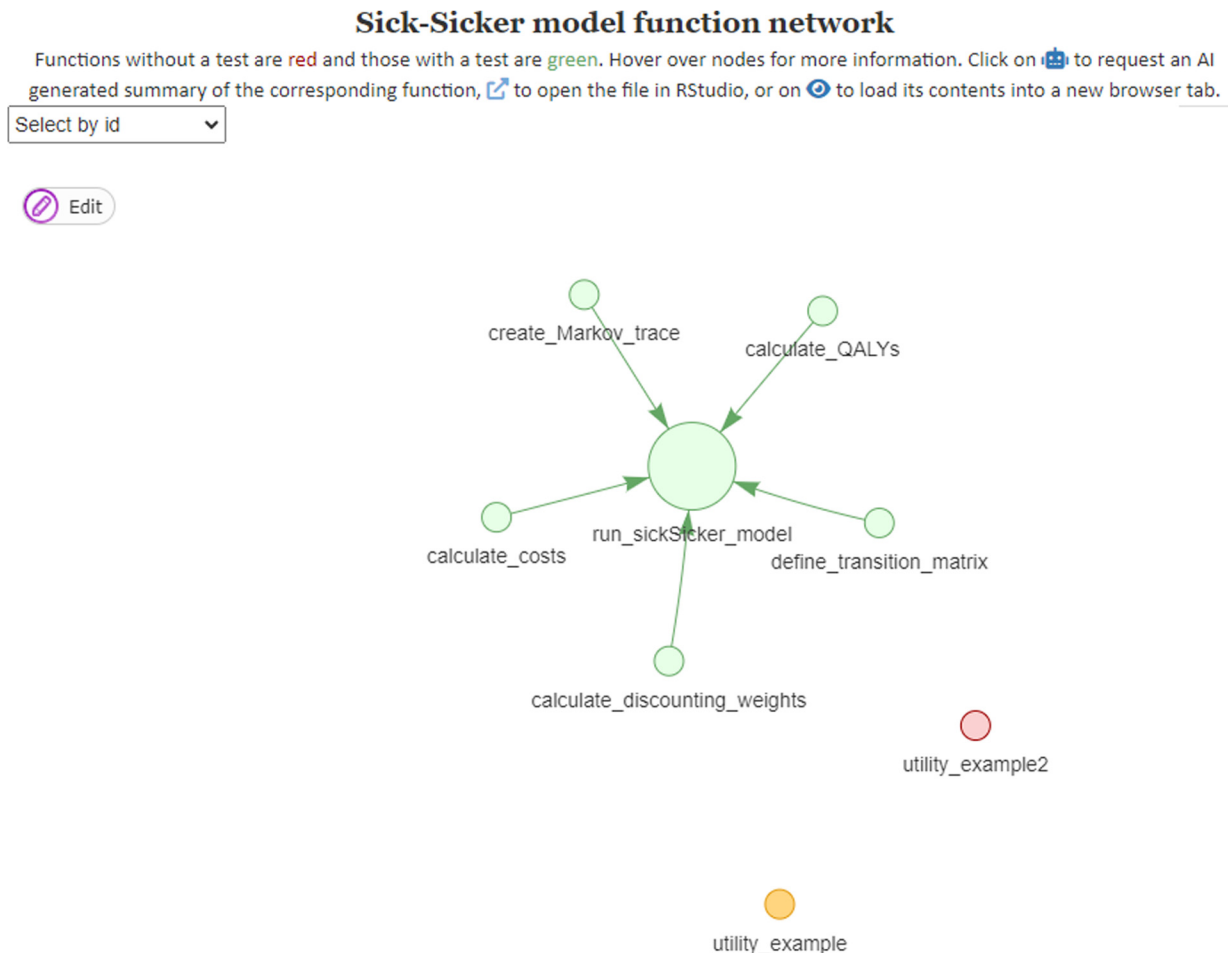 Sick-Sicker model function network
Functions without a test are red and those with a test are green. Hover over nodes for more information. Click on to request an AI
generated summary of the corresponding function, to open the file in RStudio, or on to load its contents into a new browser tab.
Select by id
Edit
create_Markov_trace
calculate_QALYs
run_sickSicker_model
calculate_costs
define_transition_matrix
calculate_discounting_weights
utility_example2
utility_example